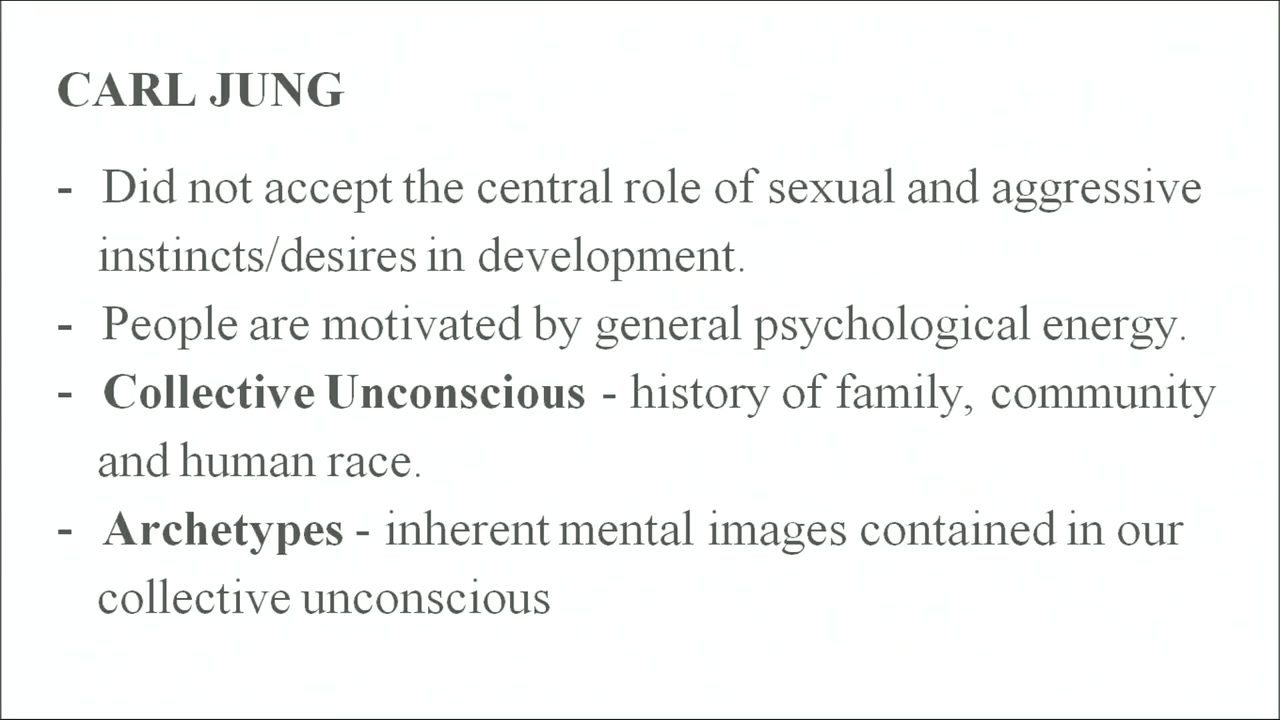 CARL JUNG
- Did not accept the central role of sexual and aggressive
instincts/desires in development.
- People are motivated by general psychological energy.
- Collective Unconscious - history of family, community
and human race.
- Archetypes - inherent mental images contained in our
collective unconscious